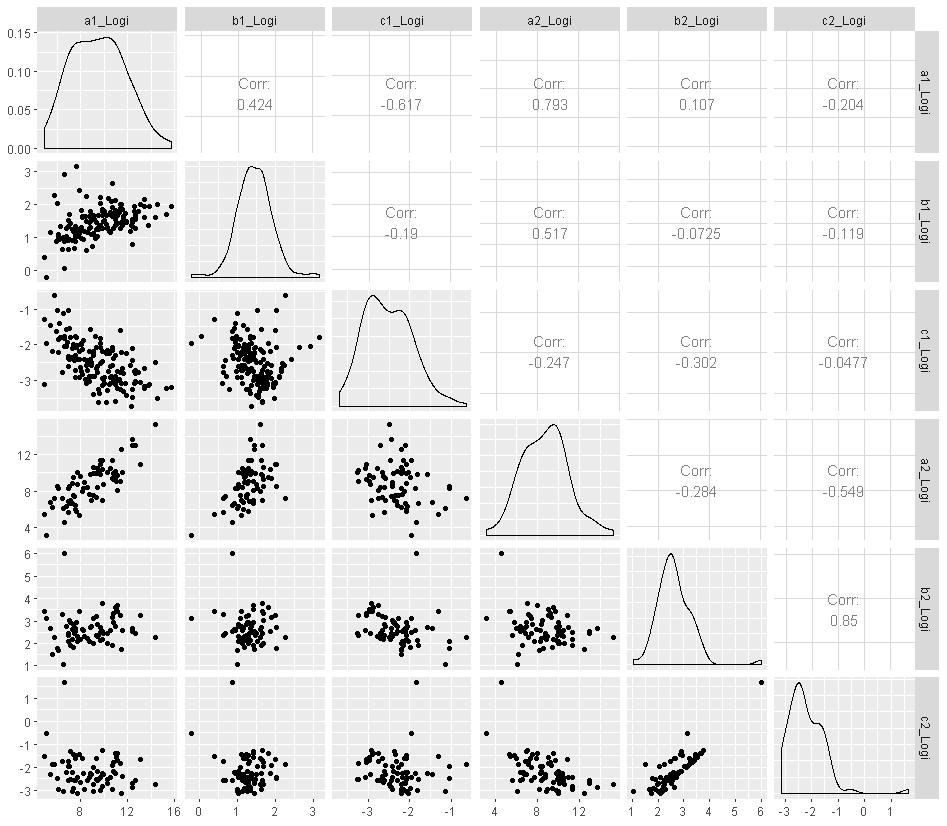 a1_Logi b1_Logi c1_Logi a2_Logi b2_Logi c2_Logi
0.15
0.10
0.05
0.00
Corr:
0.424
Corr:
-0.617
Corr:
0.793
Corr:
0.107
Corr:
-0.204
a1_Logi
3
2
1
0
Corr:
-0.19
Corr:
0.517
Corr:
-0.0725
Corr:
-0.119
b1_Logi
-1
-2
-3
Corr:
-0.247
Corr:
-0.302
Corr:
-0.0477
c1_Logi
12
8
4
Corr:
-0.284
Corr:
-0.549
a2_Logi
6
5
4
3
2
1
Corr:
0.85
b2_Logi
1
0
-1
-2
-3
c2_Logi
8 12 16 0 1 2 3 -3 -2 -1 4 8 12 1 2 3 4 5 6 -3 -2 -1 0 1